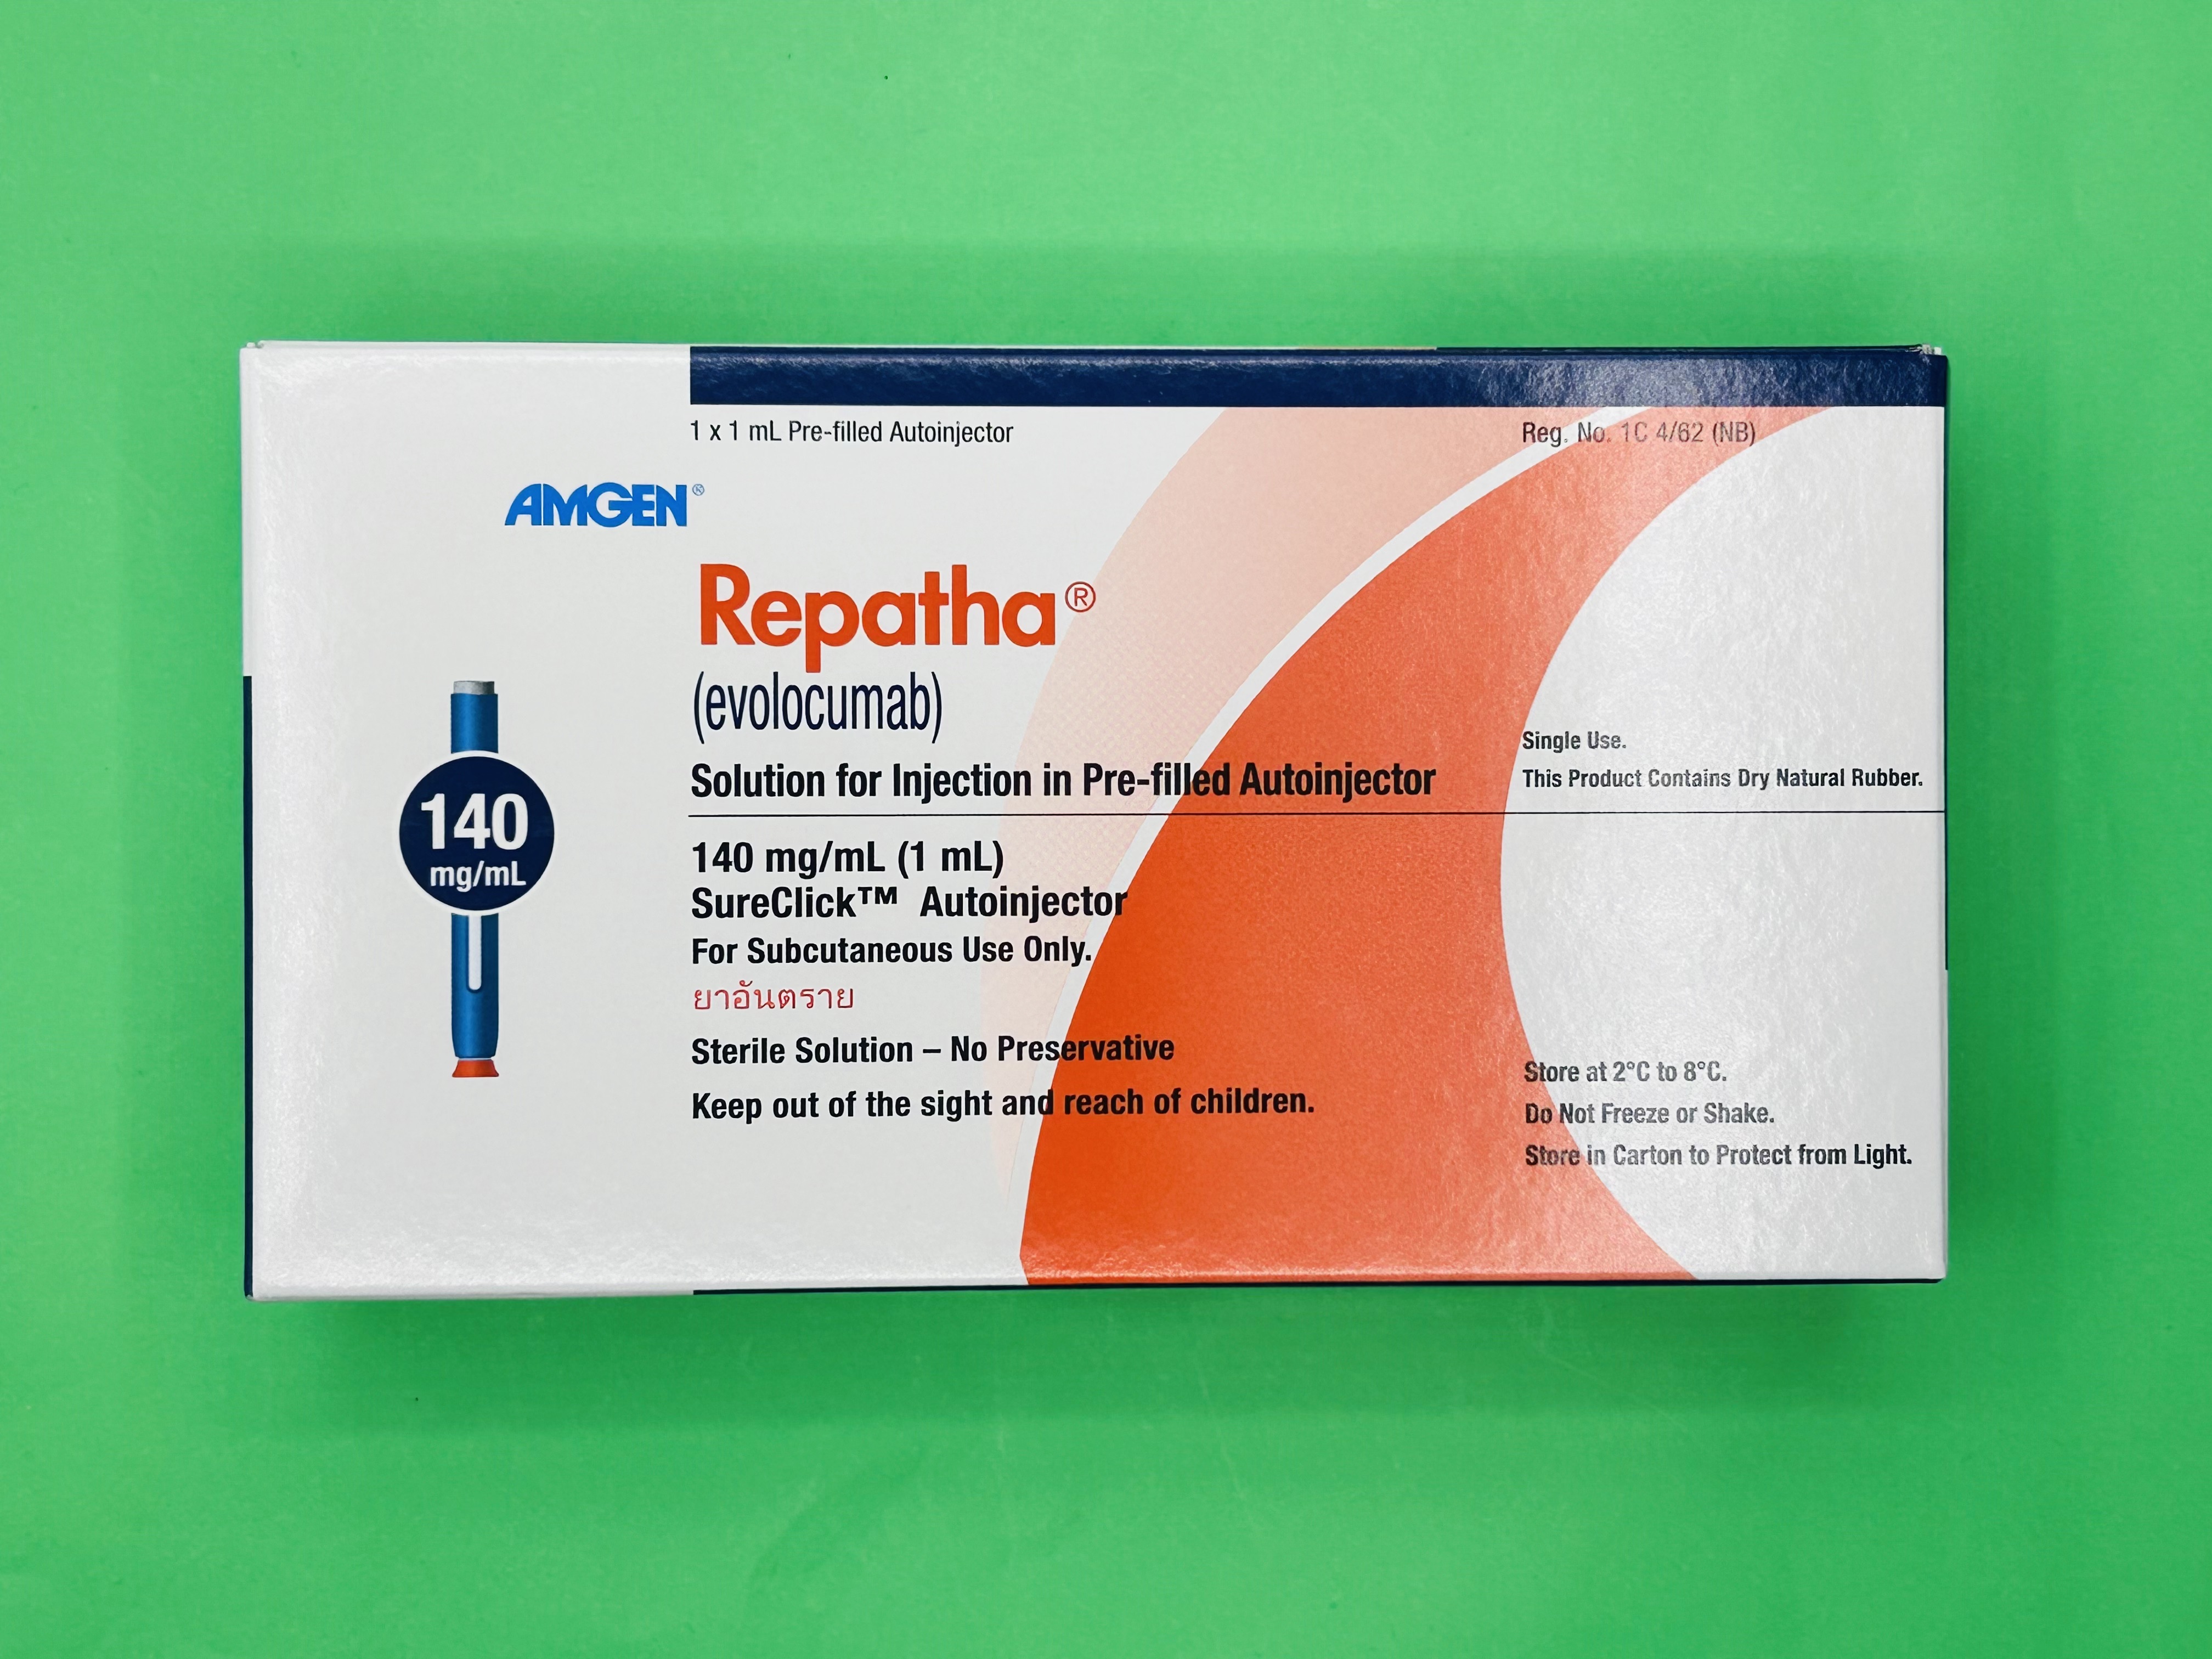 1 x 1 mL Pre-filled Autoinjector
Reg. No. 1C 4/62 (NB)
AMGEN®
Repatha®
(evolocumab)
Solution for Injection in Pre-filled Autoinjector
Single Use.
This Product Contains Dry Natural Rubber.
140
mg/mL
140 mg/mL (1 mL)
SureClick™ Autoinjector
For Subcutaneous Use Only.
ยาอันตราย
Sterile Solution – No Preservative
Keep out of the sight and reach of children.
Store at 2°C to 8°C.
Do Not Freeze or Shake.
Store in Carton to Protect from Light.